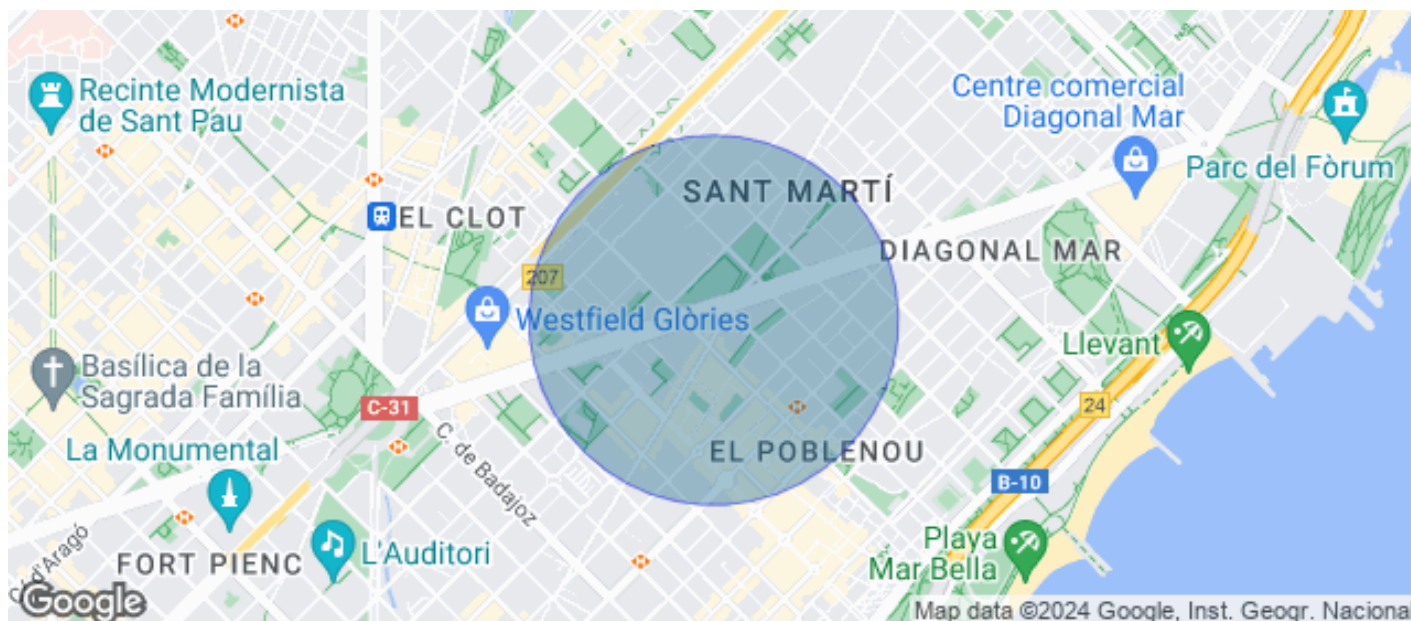 Recinte Modernista
de Sant Pau
Centre comercial
Diagonal Mar
Parc del Fòrum
SANT MARTÍ
EL CLOT
DIAGONAL MAR
207
Westfield Glòries
Llevant
Basílica de la
Sagrada Família
C-31
24
La Monumental
C. de Badajoz
EL POBLENOU
B-10
L'Auditori
FORT PIENC
Playa
Mar Bella
d'Aragó
Google
Map data ©2024 Google, Inst. Geogr. Nacional